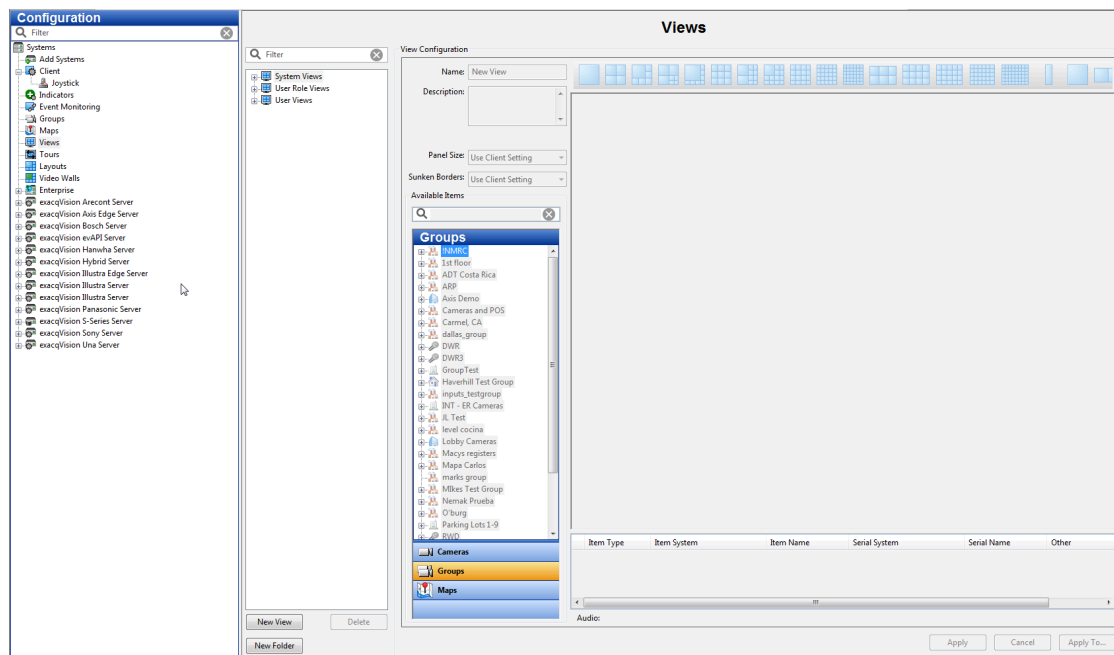 Configuration
Filter
Systems
Add Systems
Client
Joystick
Indicators
Event Monitoring
Groups
Maps
Views
Tours
Layouts
Video Walls
Enterprise
exacqVision Arecont Server
exacqVision Axis Edge Server
exacqVision Bosch Server
exacqVision evAPI Server
exacqVision Hanwha Server
exacqVision Hybrid Server
exacqVision Illustra Edge Server
exacqVision Illustra Server
exacqVision Illustra Server
exacqVision Panasonic Server
exacqVision S-Series Server
exacqVision Sony Server
exacqVision Una Server
Views
Filter
System Views
User Role Views
User Views
New View Delete
New Folder
View Configuration
Name: New View
Description:
Panel Size: Use Client Setting
Sunken Borders: Use Client Setting
Available Items
Groups
!NMRC
1st floor
ADT Costa Rica
ARP
Axis Demo
Cameras and POS
Carmel, CA
dallas_group
DWR
DWR3
GroupTest
Haverhill Test Group
inputs_testgroup
INT - ER Cameras
JL Test
level cocina
Lobby Cameras
Macys registers
Mapa Carlos
marks group
MIkes Test Group
Nemak Prueba
O'burg
Parking Lots 1-9
RWD
Cameras
Groups
Maps
Item Type Item System Item Name Serial System Serial Name Other
Audio:
Apply Cancel Apply To...